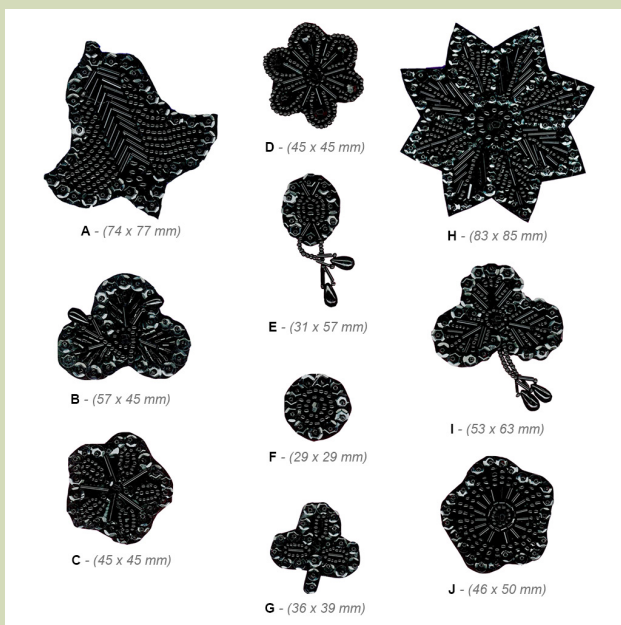 A - (74 x 77 mm)
B - (57 x 45 mm)
C - (45 x 45 mm)
D - (45 x 45 mm)
E - (31 x 57 mm)
F - (29 x 29 mm)
G - (36 x 39 mm)
H - (83 x 85 mm)
I - (53 x 63 mm)
J - (46 x 50 mm)